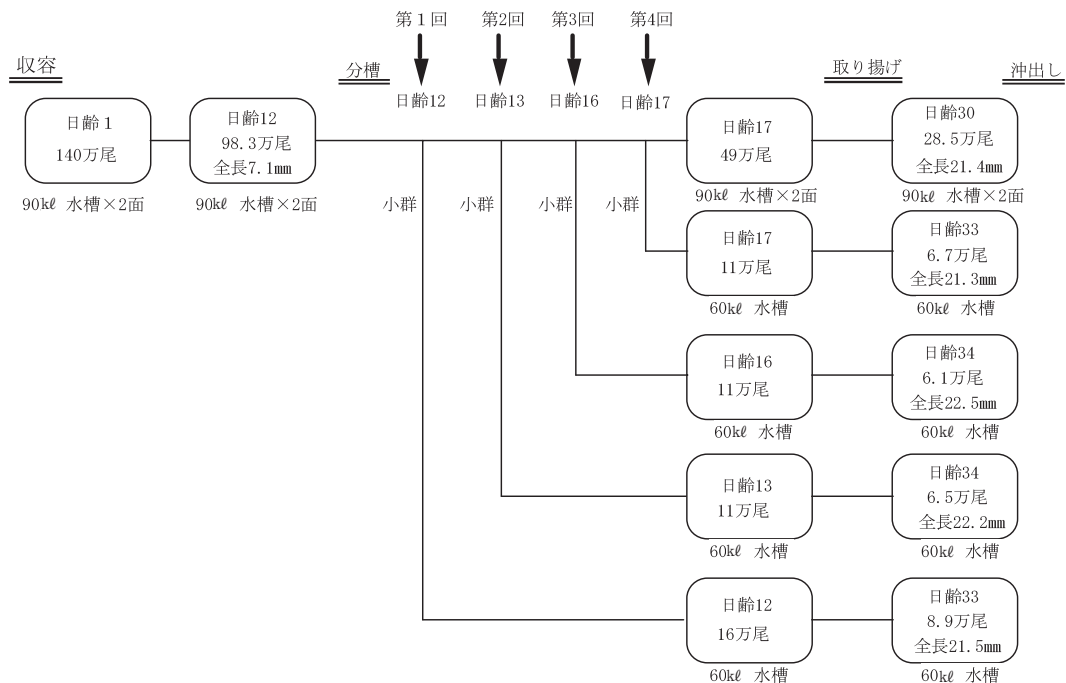 第１回
第2回
第3回
第4回
収容
分槽
取り揚げ
沖出し
日齢12
日齢13
日齢16
日齢17
日齢１
140万尾
90kℓ 水槽×2面
日齢12
98.3万尾
全長7.1mm
90kℓ 水槽×2面
小群
小群
小群
小群
日齢17
49万尾
90kℓ 水槽×2面
日齢30
28.5万尾
全長21.4mm
90kℓ 水槽×2面
日齢17
11万尾
60kℓ 水槽
日齢33
6.7万尾
全長21.3mm
60kℓ 水槽
日齢16
11万尾
60kℓ 水槽
日齢34
6.1万尾
全長22.5mm
60kℓ 水槽
日齢13
11万尾
60kℓ 水槽
日齢34
6.5万尾
全長22.2mm
60kℓ 水槽
日齢12
16万尾
60kℓ 水槽
日齢33
8.9万尾
全長21.5mm
60kℓ 水槽